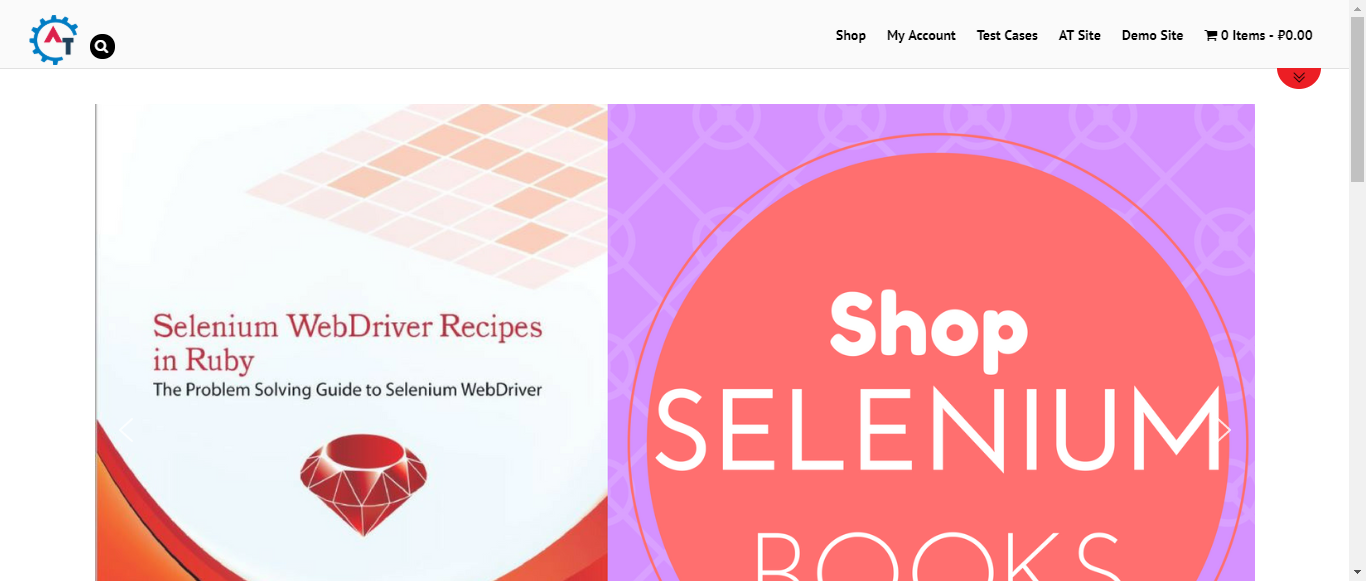 AT
Shop
My Account
Test Cases
AT Site
Demo Site
0 Items - ₽0.00
Selenium WebDriver Recipes
in Ruby
The Problem Solving Guide to Selenium WebDriver
Shop
SELENIUM
BOOKS